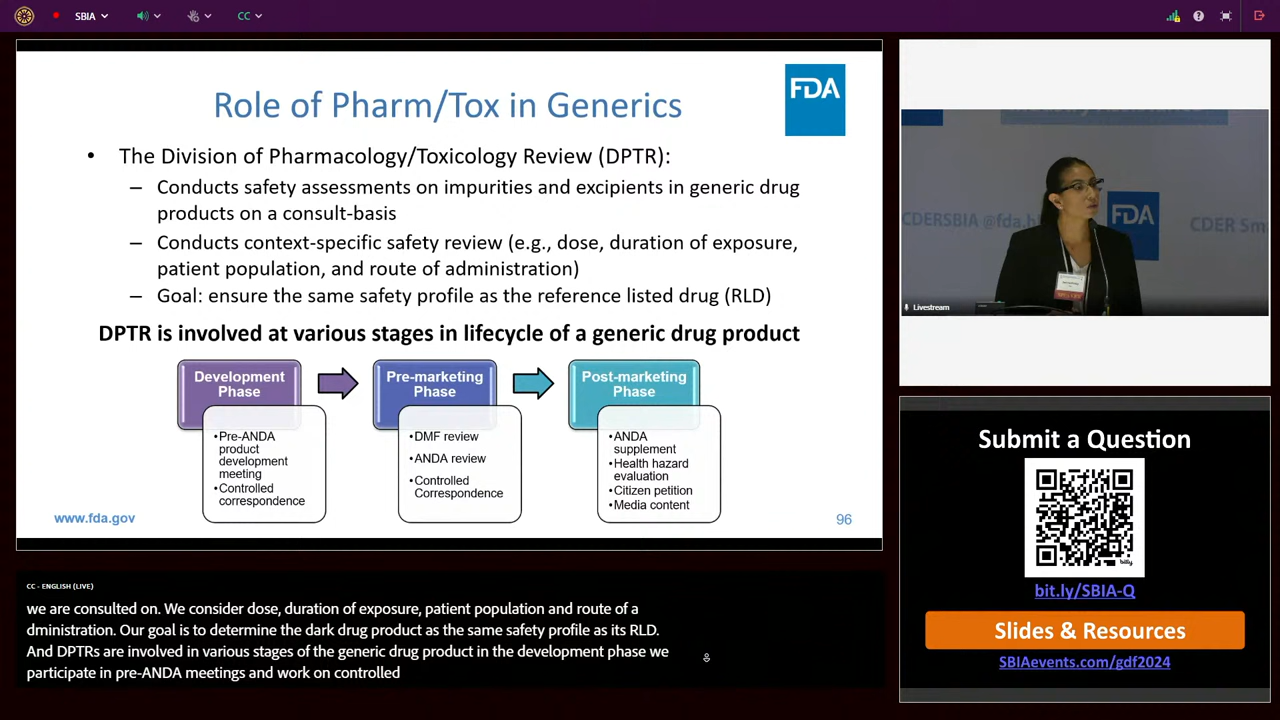 SBIA
CC
Role of Pharm/Tox in Generics
FDA
• The Division of Pharmacology/Toxicology Review (DPTR):
– Conducts safety assessments on impurities and excipients in generic drug
products on a consult-basis
– Conducts context-specific safety review (e.g., dose, duration of exposure,
patient population, and route of administration)
– Goal: ensure the same safety profile as the reference listed drug (RLD)
DPTR is involved at various stages in lifecycle of a generic drug product
Development
Phase
•Pre-ANDA
product
development
meeting
•Controlled
correspondence
Pre-marketing
Phase
•DMF review
•ANDA review
•Controlled
Correspondence
Post-marketing
Phase
•ANDA
supplement
•Health hazard
evaluation
•Citizen petition
•Media content
www.fda.gov
96
CDERSBIA @fda.h
FDA
CDER Sm
Livestream
Submit a Question
bitly
bit.ly/SBIA-Q
Slides & Resources
SBIAevents.com/gdf2024
CC - ENGLISH (LIVE)
we are consulted on. We consider dose, duration of exposure, patient population and route of a
dministration. Our goal is to determine the dark drug product as the same safety profile as its RLD.
And DPTRs are involved in various stages of the generic drug product in the development phase we
participate in pre-ANDA meetings and work on controlled